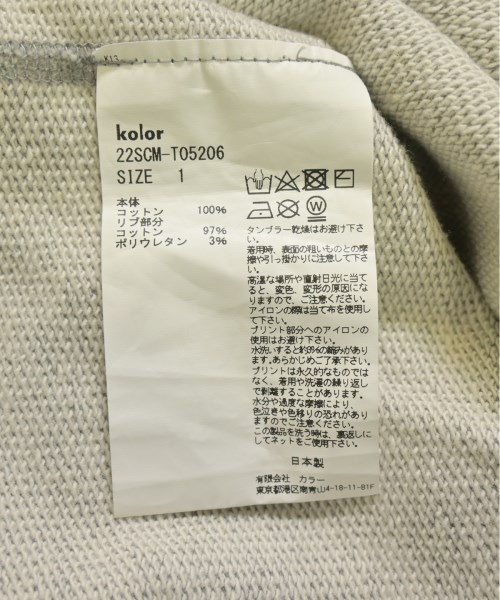 K13
kolor
22SCM-T05206
SIZE 1
本体
コットン 100%
リブ部分
コットン 97%
ポリウレタン 3%
タンブラー乾燥はお避け下さい。
着用時、表面の粗いものとの摩
擦や引っ掛かりに注意して下さ
い。
高温な場所や直射日光に当て
ると、変色、変形の原因にな
りますので、ご注意ください。
アイロンの際は当て布を使用し
て下さい。
プリント部分へのアイロンの
使用はお避け下さい。
水洗いすると約3%の縮みがあり
ます。あらかじめご了承下さい。
プリントは永久的なものでは
なく、着用や洗濯の繰り返し
で剥離することがあります。
水分や過度な摩擦により、
色泣きや色移りの恐れがあり
ますのでご注意ください。
この製品を洗う時は、裏返しに
してネットをご使用下さい。
日本製
有限会社 カラー
東京都港区南青山4-18-11-B1F